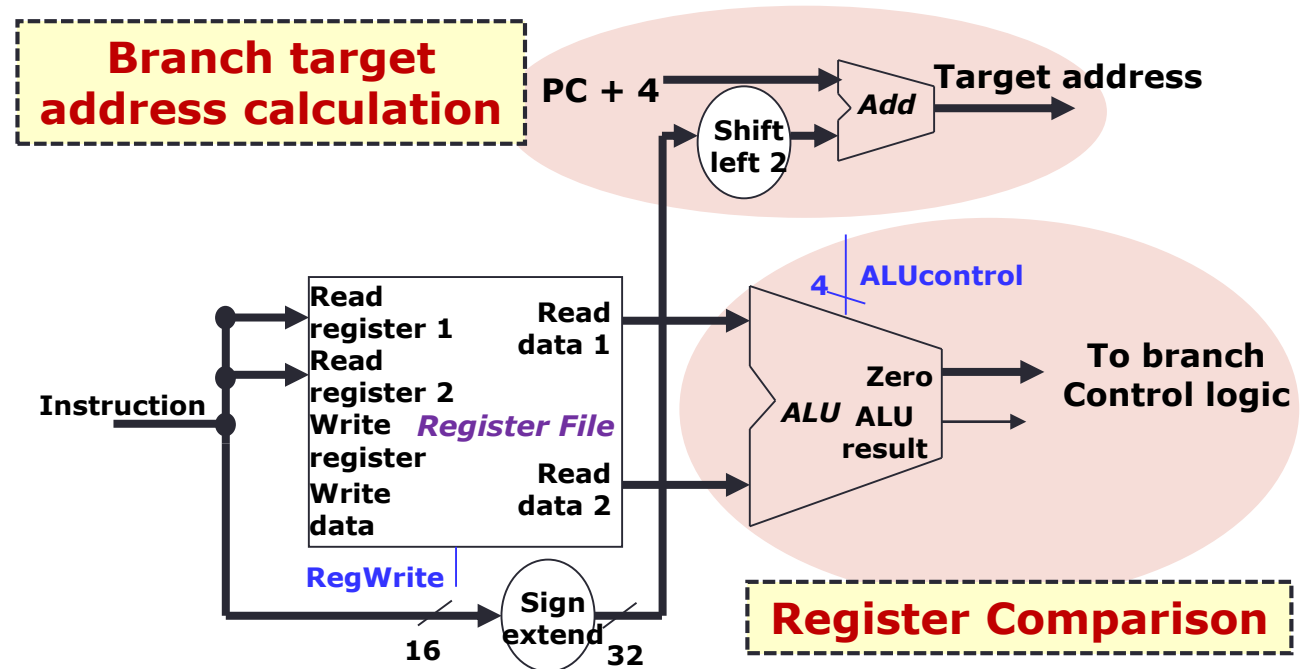 Branch target
address calculation
PC + 4
Target address
Add
Shift
left 2
ALUcontrol
4
Read
register 1
Read
data 1
Read
register 2
Instruction
Write
register
Register File
Write
data
Read
data 2
Zero
ALU
ALU
result
To branch
Control logic
RegWrite
Sign
extend
16
32
Register Comparison